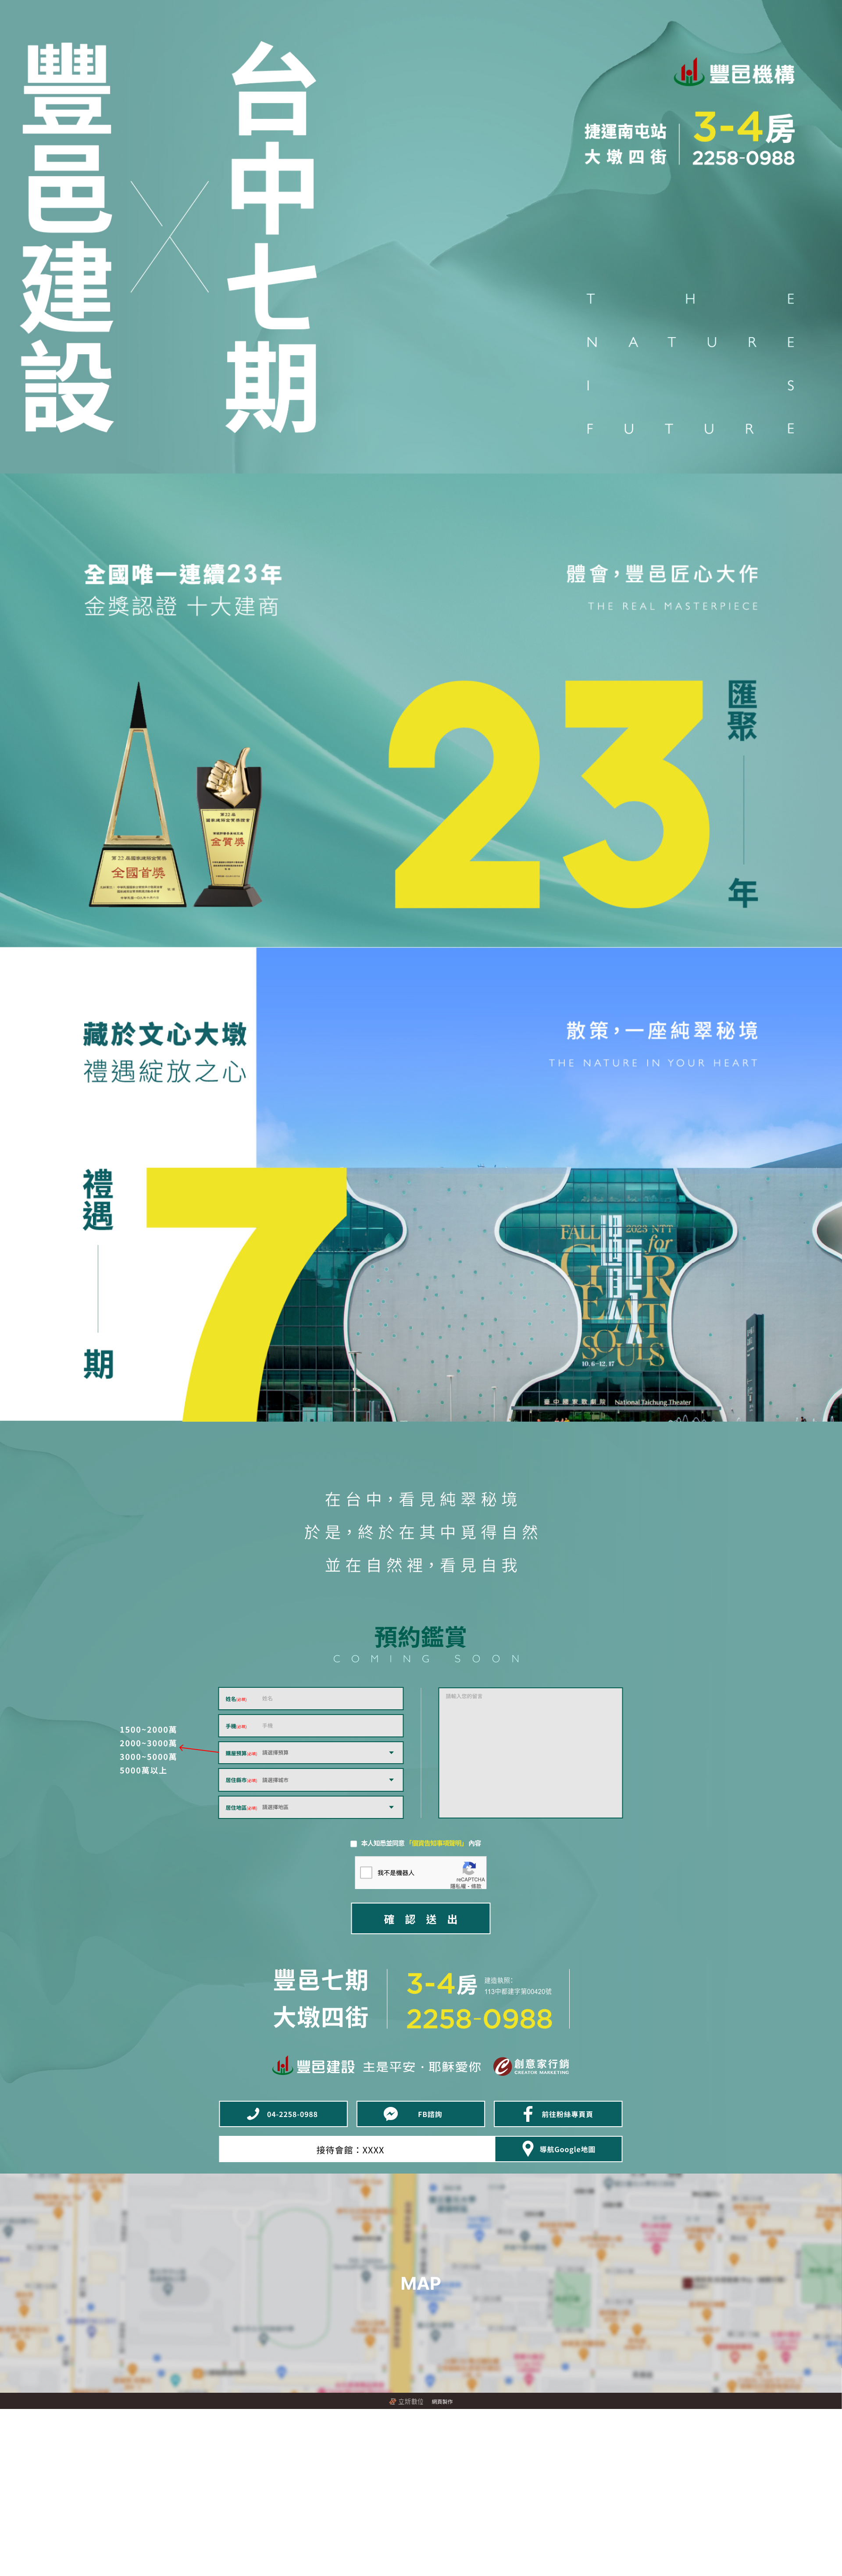 豐邑建設
台中七期
豐邑機構
捷運南屯站
大墩四街
3-4房
2258-0988
THE
NATURE
IS
FUTURE
全國唯一連續23年
金獎認證 十大建商
體會,豐邑匠心大作
THE REAL MASTERPIECE
第22屆國家建築金質獎
全國首獎
金質獎
23
匯聚
年
藏於文心大墩
禮遇綻放之心
散策,一座純翠秘境
THE NATURE IN YOUR HEART
禮遇
7
期
FALL 2023 NTT
for
GREAT
SOULS
10.6-12.17
臺中國家歌劇院 National Taichung Theater
在台中,看見純翠秘境
於是,終於在其中覓得自然
並在自然裡,看見自我
預約鑑賞
COMING SOON
姓名(必填) 姓名
手機(必填) 手機
購屋預算(必填) 請選擇預算
居住縣市(必填) 請選擇城市
居住地區(必填) 請選擇地區
請輸入您的留言
1500~2000萬
2000~3000萬
3000~5000萬
5000萬以上
本人知悉並同意「個資告知事項聲明」內容
我不是機器人
reCAPTCHA
隱私權 - 條款
確認送出
豐邑七期
大墩四街
3-4房
建造執照:
113中都建字第00420號
2258-0988
豐邑建設 主是平安・耶穌愛你 創意家行銷
CREATOR MARKETING
04-2258-0988
FB諮詢
前往粉絲專頁頁
接待會館：XXXX
導航Google地圖
MAP
立妍數位 網頁製作